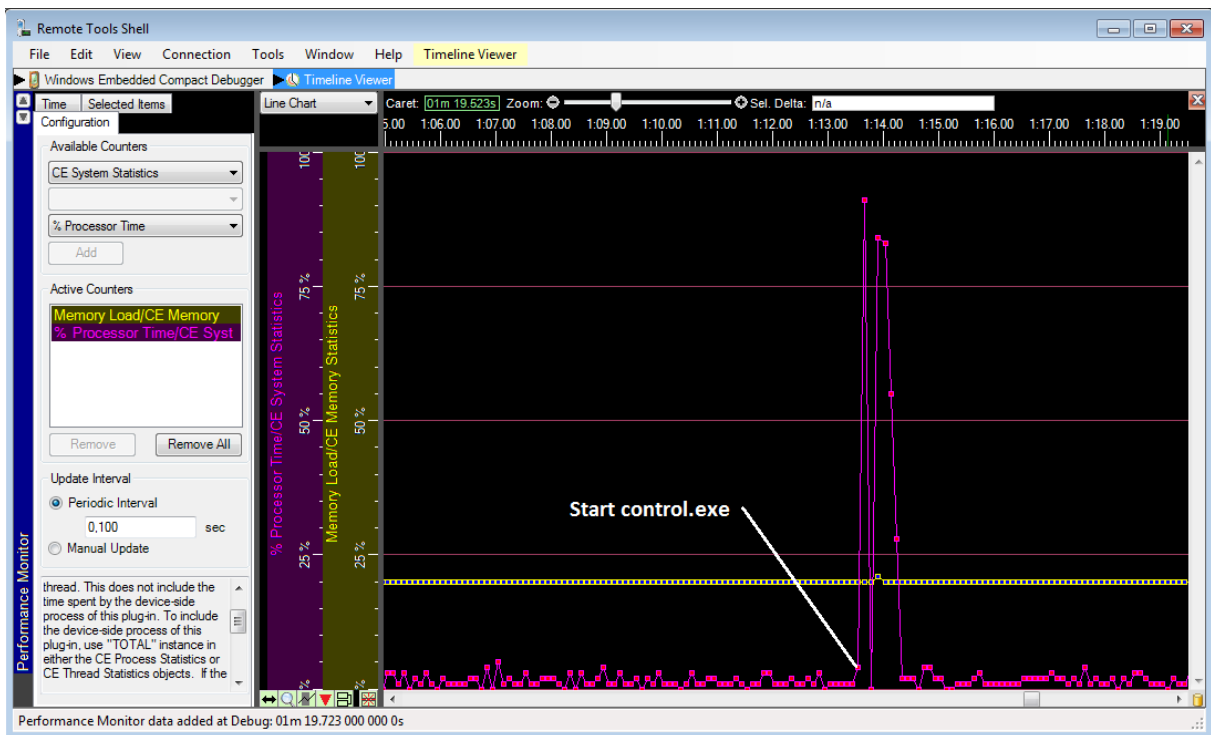 Remote Tools Shell
File Edit View Connection Tools Window Help Timeline Viewer
Windows Embedded Compact Debugger Timeline Viewer
Time Selected Items
Configuration
Available Counters
CE System Statistics
% Processor Time
Add
Active Counters
Memory Load/CE Memory
% Processor Time/CE Syst
Remove Remove All
Update Interval
Periodic Interval
0,100 sec
Manual Update
thread. This does not include the
time spent by the device-side
process of this plug-in. To include
the device-side process of this
plug-in, use "TOTAL" instance in
either the CE Process Statistics or
CE Thread Statistics objects. If the
Performance Monitor
Line Chart Caret: 01m 19.523s Zoom: Sel. Delta: n/a
5.00 1:06.00 1:07.00 1:08.00 1:09.00 1:10.00 1:11.00 1:12.00 1:13.00 1:14.00 1:15.00 1:16.00 1:17.00 1:18.00 1:19.00
% Processor Time/CE System Statistics
Memory Load/CE Memory Statistics
100 100
75 % 75 %
50 % 50 %
25 % 25 %
% %
Start control.exe
Performance Monitor data added at Debug: 01m 19.723 000 000 0s